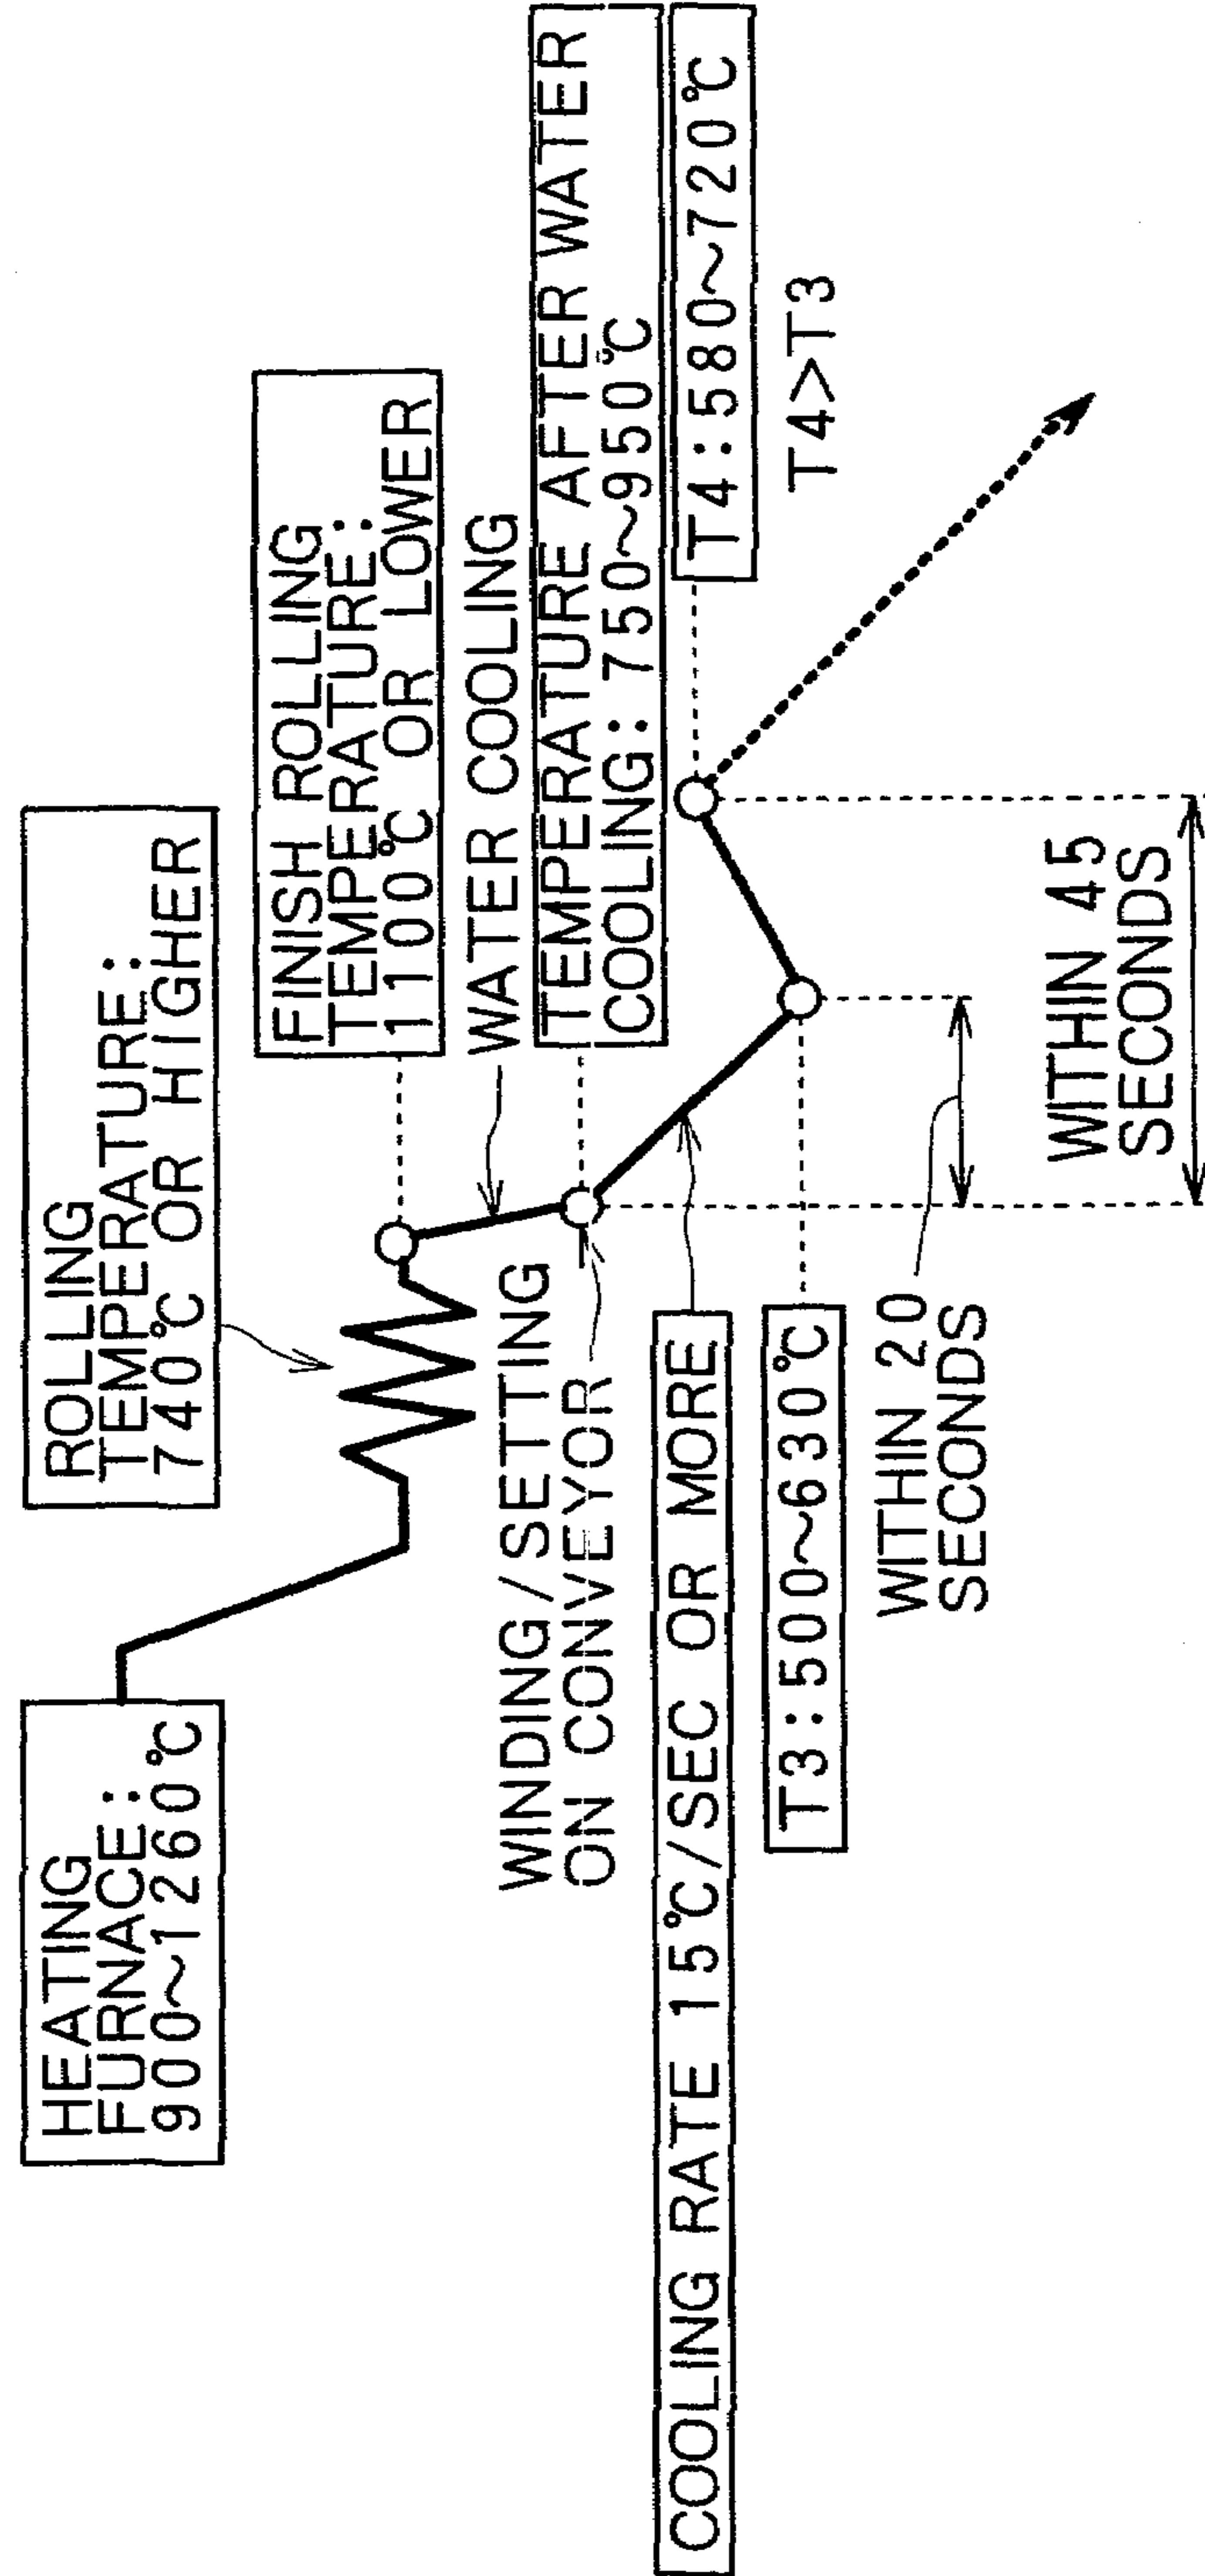 HEATING
FURNACE:
900~1260℃
ROLLING
TEMPERATURE:
740℃ OR HIGHER
FINISH ROLLING
TEMPERATURE:
1100℃ OR LOWER
WATER COOLING
WINDING/SETTING
ON CONVEYOR
TEMPERATURE AFTER WATER
COOLING: 750~950℃
COOLING RATE 15℃/SEC OR MORE
T4:580~720℃
T3:500~630℃
T4>T3
WITHIN 20
SECONDS
WITHIN 45
SECONDS